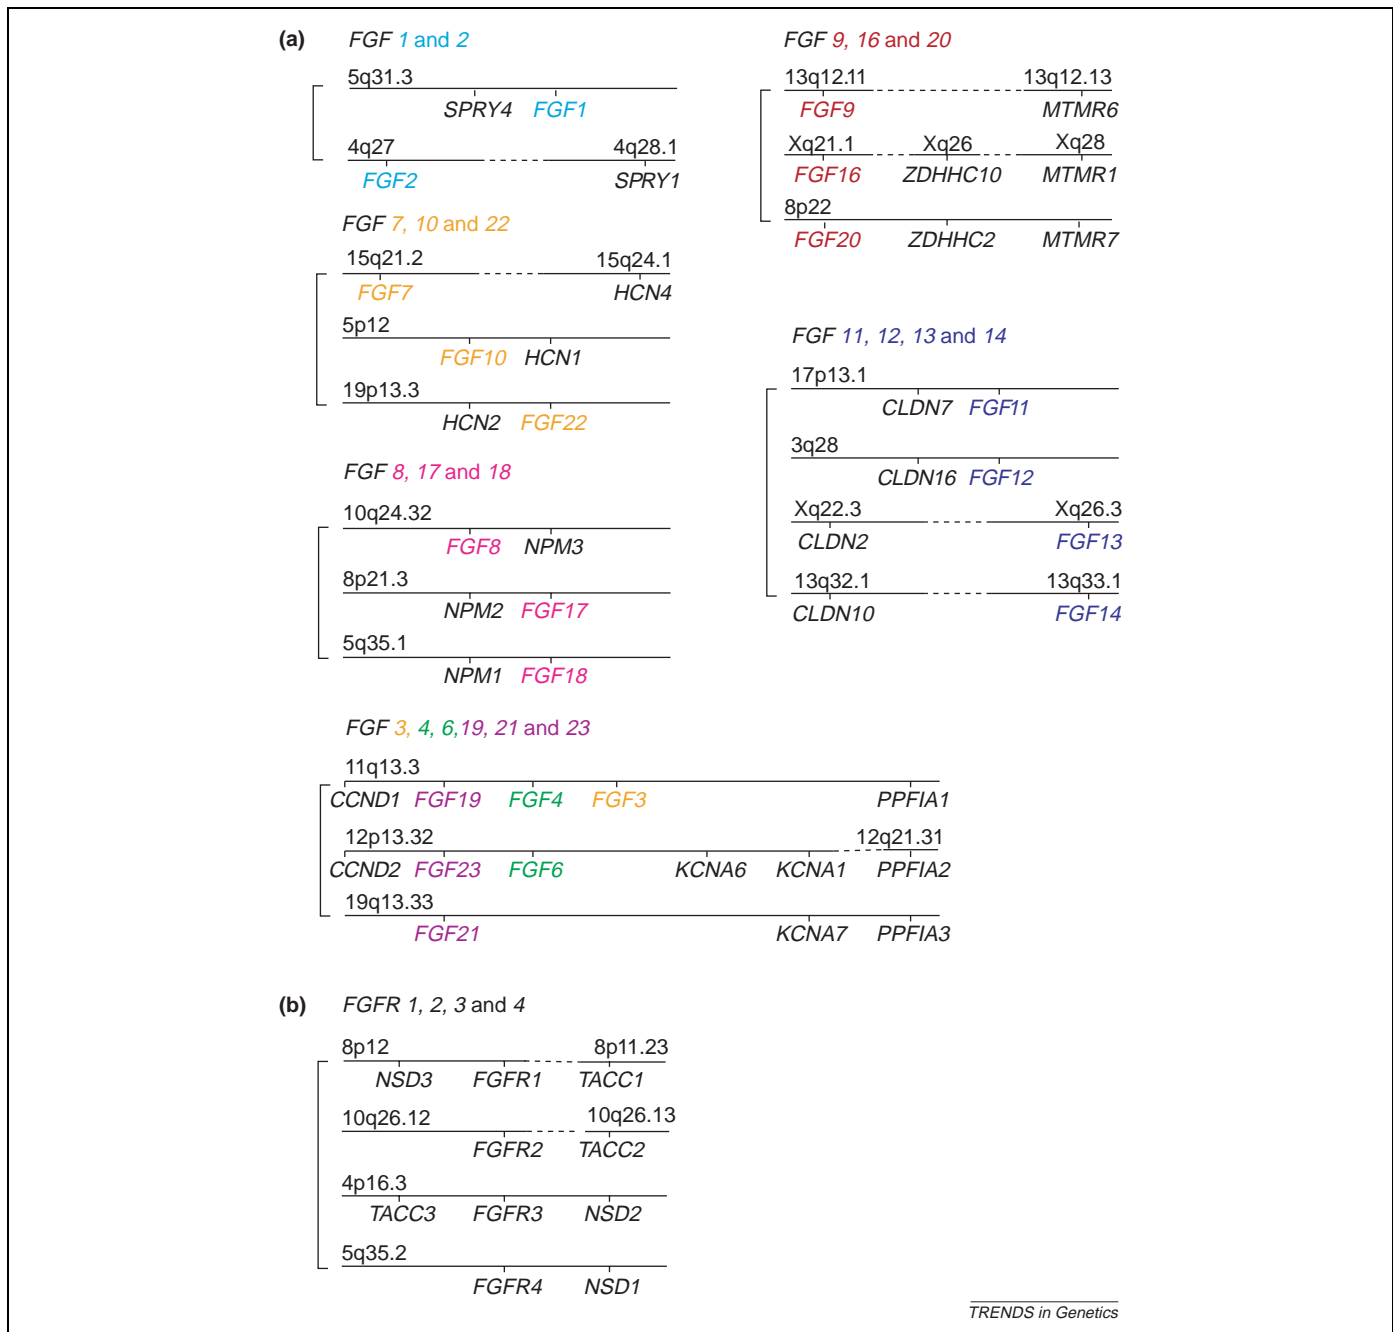 (a) FGF 1 and 2
5q31.3
SPRY4 FGF1
4q27 4q28.1
FGF2 SPRY1
FGF 7, 10 and 22
15q21.2 15q24.1
FGF7 HCN4
5p12
FGF10 HCN1
19p13.3
HCN2 FGF22
FGF 8, 17 and 18
10q24.32
FGF8 NPM3
8p21.3
NPM2 FGF17
5q35.1
NPM1 FGF18
FGF 9, 16 and 20
13q12.11 13q12.13
FGF9 MTMR6
Xq21.1 Xq26 Xq28
FGF16 ZDHHC10 MTMR1
8p22
FGF20 ZDHHC2 MTMR7
FGF 11, 12, 13 and 14
17p13.1
CLDN7 FGF11
3q28
CLDN16 FGF12
Xq22.3 Xq26.3
CLDN2 FGF13
13q32.1 13q33.1
CLDN10 FGF14
FGF 3, 4, 6,19, 21 and 23
11q13.3
CCND1 FGF19 FGF4 FGF3 PPFIA1
12p13.32 12q21.31
CCND2 FGF23 FGF6 KCNA6 KCNA1 PPFIA2
19q13.33
FGF21 KCNA7 PPFIA3
(b) FGFR 1, 2, 3 and 4
8p12 8p11.23
NSD3 FGFR1 TACC1
10q26.12 10q26.13
FGFR2 TACC2
4p16.3
TACC3 FGFR3 NSD2
5q35.2
FGFR4 NSD1
TRENDS in Genetics